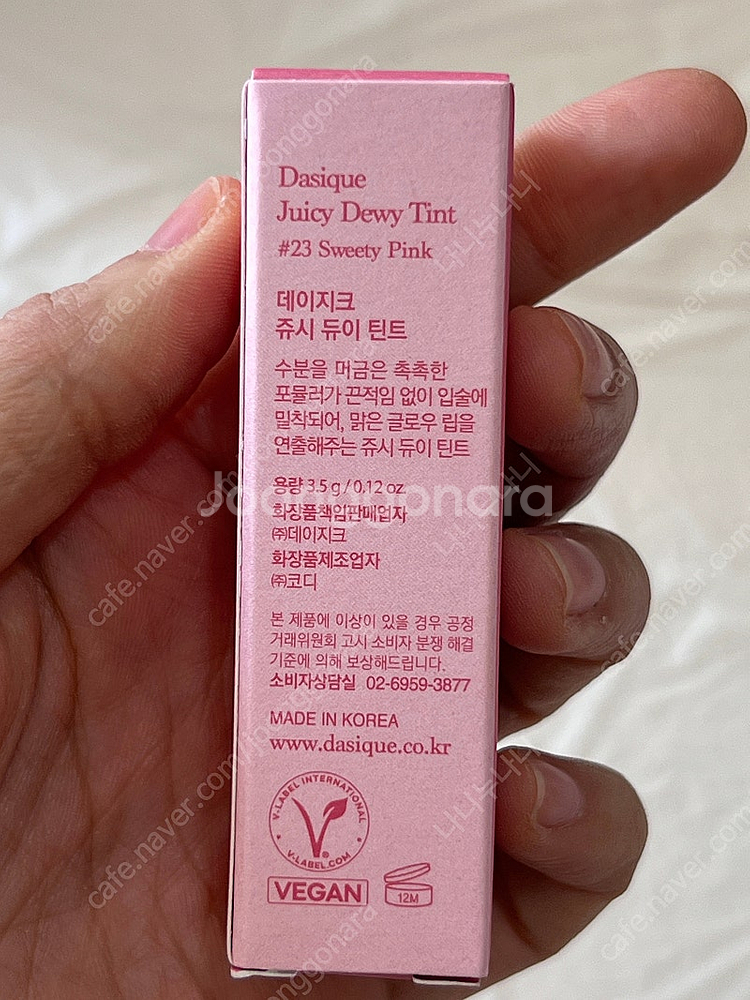 Dasique
Juicy Dewy Tint
#23 Sweety Pink
데이지크
쥬시 듀이 틴트
수분을 머금은 촉촉한
포뮬러가 끈적임 없이 입술에
밀착되어, 맑은 글로우 립을
연출해주는 쥬시 듀이 틴트
용량 3.5 g / 0.12 oz.
Joonggonara
화장품책임판매업자
㈜데이지크
화장품제조업자
㈜코디
본 제품에 이상이 있을 경우 공정
거래위원회 고시 소비자 분쟁 해결
기준에 의해 보상해드립니다.
소비자상담실 02-6959-3877
MADE IN KOREA
www.dasique.co.kr
V-LABEL INTERNATIONAL
V-LABEL.COM
VEGAN
12M